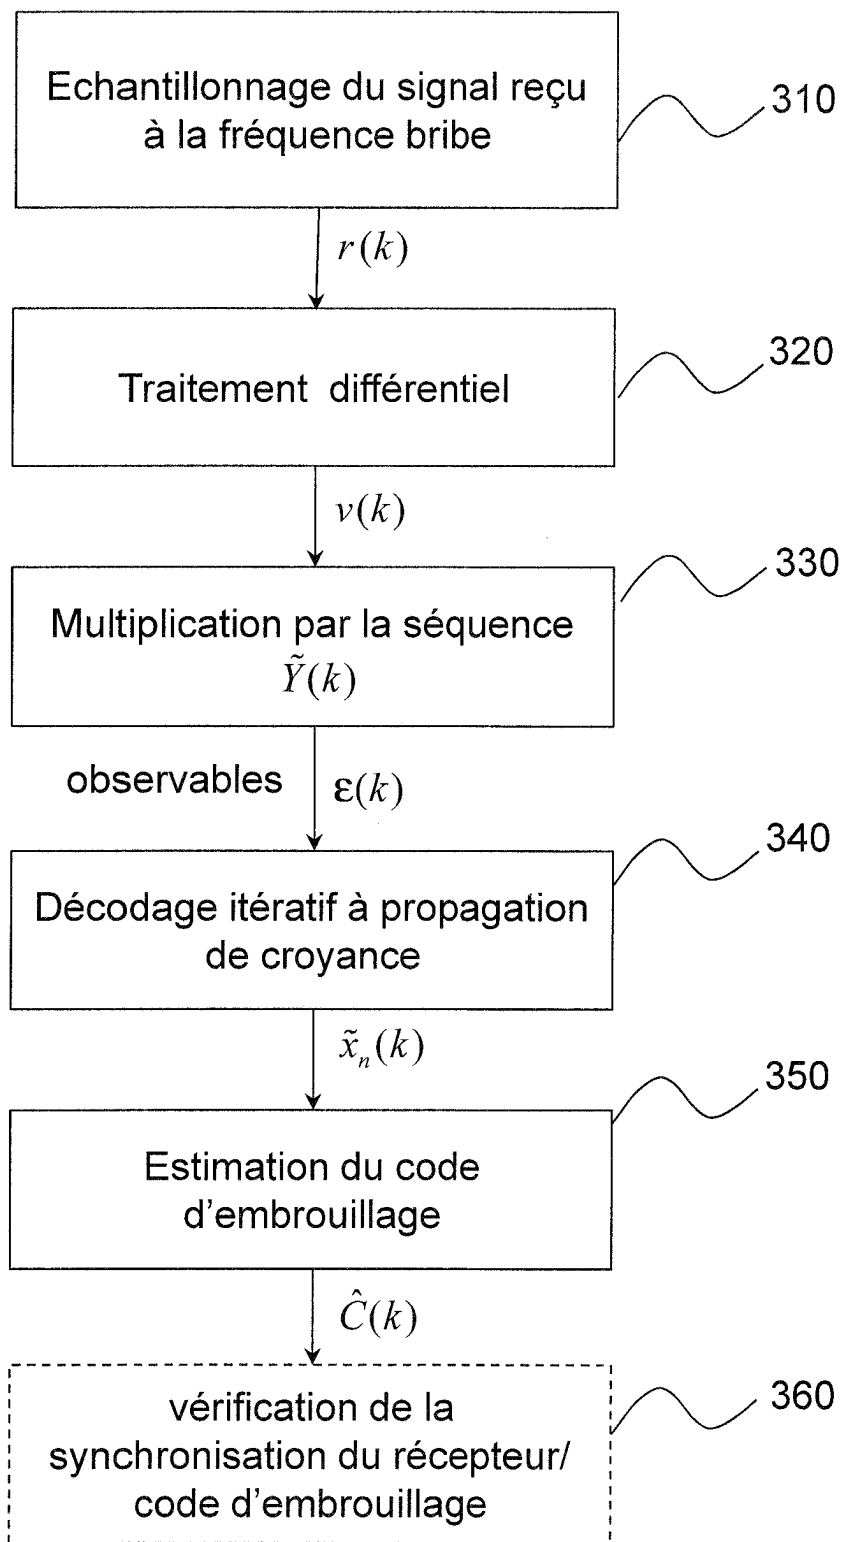 Echantillonnage du signal reçu
à la fréquence bribe
310
r(k)
Traitement différentiel
320
v(k)
Multiplication par la séquence
Ỹ(k)
330
observables
ε(k)
Décodage itératif à propagation
de croyance
340
x̃ₙ(k)
Estimation du code
d’embrouillage
350
Ĉ(k)
vérification de la
synchronisation du récepteur/
code d’embrouillage
360